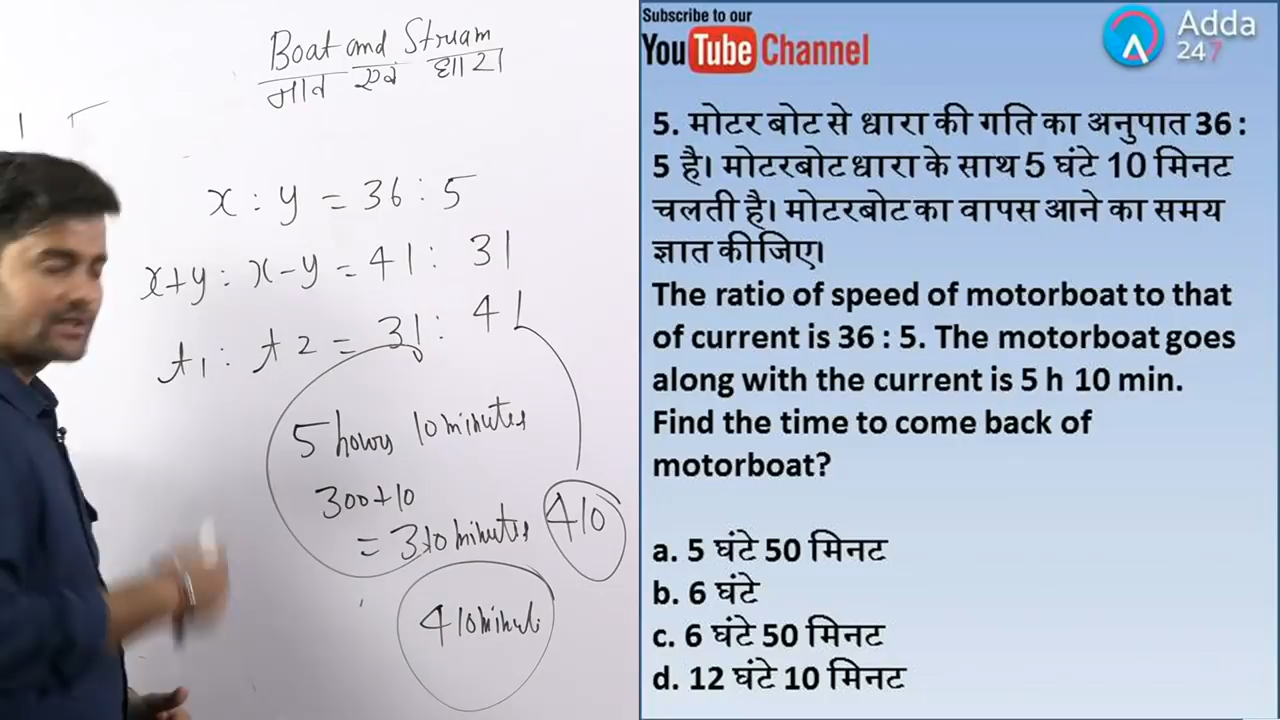 Boat and Stream
नाव एवं धारा
x : y = 36 : 5
x+y : x-y = 41 : 31
t1 : t2 = 31 : 41
5 hours 10 minutes
300+10
= 310 minutes
410
410 minut
Subscribe to our
YouTube Channel
Adda
247
5. मोटर बोट से धारा की गति का अनुपात 36 :
5 है। मोटरबोट धारा के साथ 5 घंटे 10 मिनट
चलती है। मोटरबोट का वापस आने का समय
ज्ञात कीजिए।
The ratio of speed of motorboat to that
of current is 36 : 5. The motorboat goes
along with the current is 5 h 10 min.
Find the time to come back of
motorboat?
a. 5 घंटे 50 मिनट
b. 6 घंटे
c. 6 घंटे 50 मिनट
d. 12 घंटे 10 मिनट